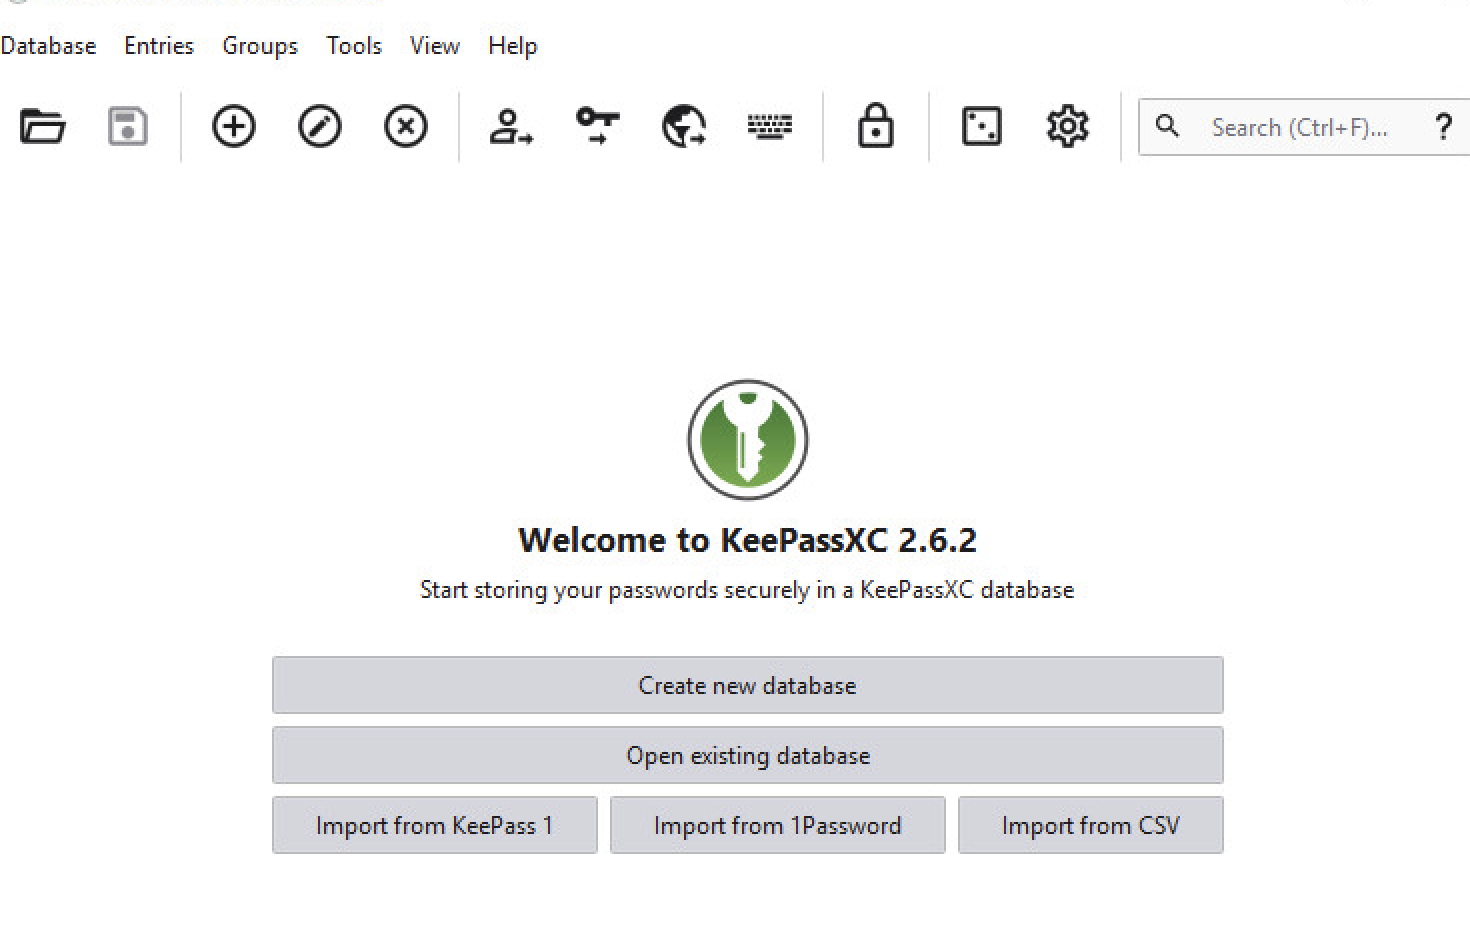 Database Entries Groups Tools View Help
Search (Ctrl+F)... ?
Welcome to KeePassXC 2.6.2
Start storing your passwords securely in a KeePassXC database
Create new database
Open existing database
Import from KeePass 1 Import from 1Password Import from CSV